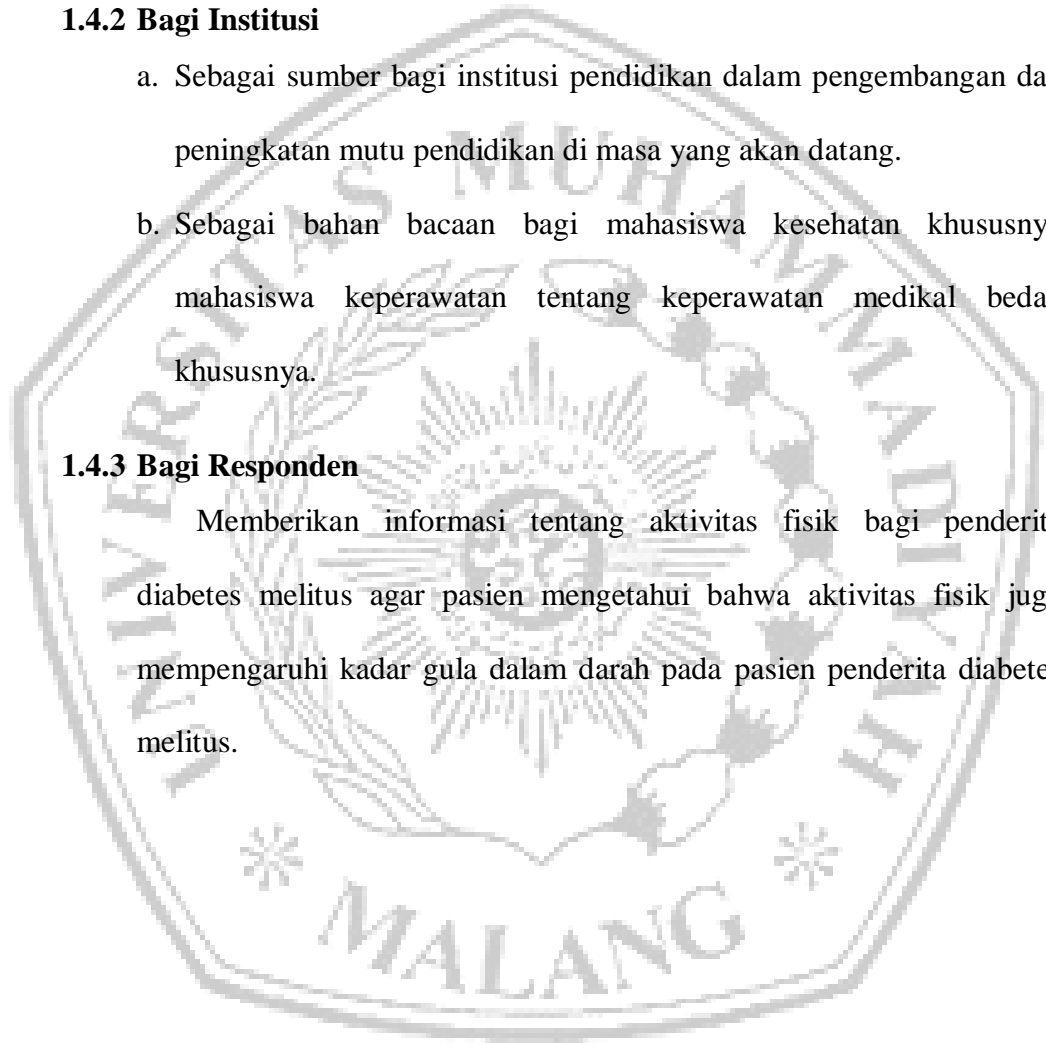 1.4.2 Bagi Institusi
a. Sebagai sumber bagi institusi pendidikan dalam pengembangan da
peningkatan mutu pendidikan di masa yang akan datang.
b. Sebagai bahan bacaan bagi mahasiswa kesehatan khususny
mahasiswa keperawatan tentang keperawatan medikal beda
khususnya.
1.4.3 Bagi Responden
Memberikan informasi tentang aktivitas fisik bagi penderit
diabetes melitus agar pasien mengetahui bahwa aktivitas fisik jug
mempengaruhi kadar gula dalam darah pada pasien penderita diabete
melitus.
UNIVERSITAS MUHAMMADIYAH
MALANG